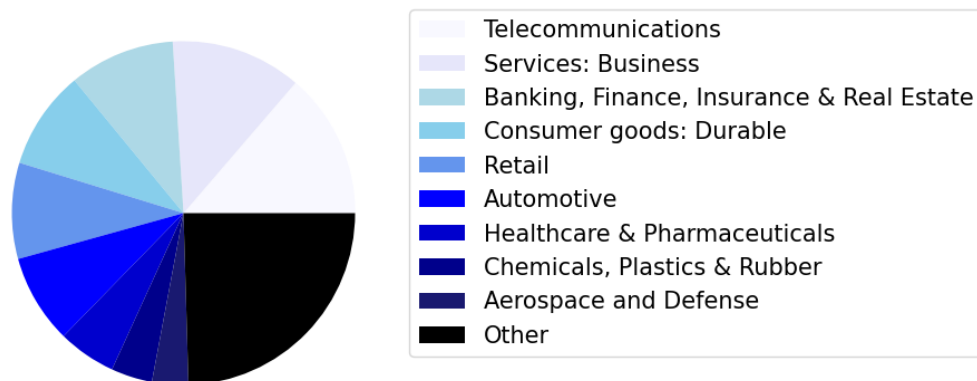 Telecommunications
Services: Business
Banking, Finance, Insurance & Real Estate
Consumer goods: Durable
Retail
Automotive
Healthcare & Pharmaceuticals
Chemicals, Plastics & Rubber
Aerospace and Defense
Other